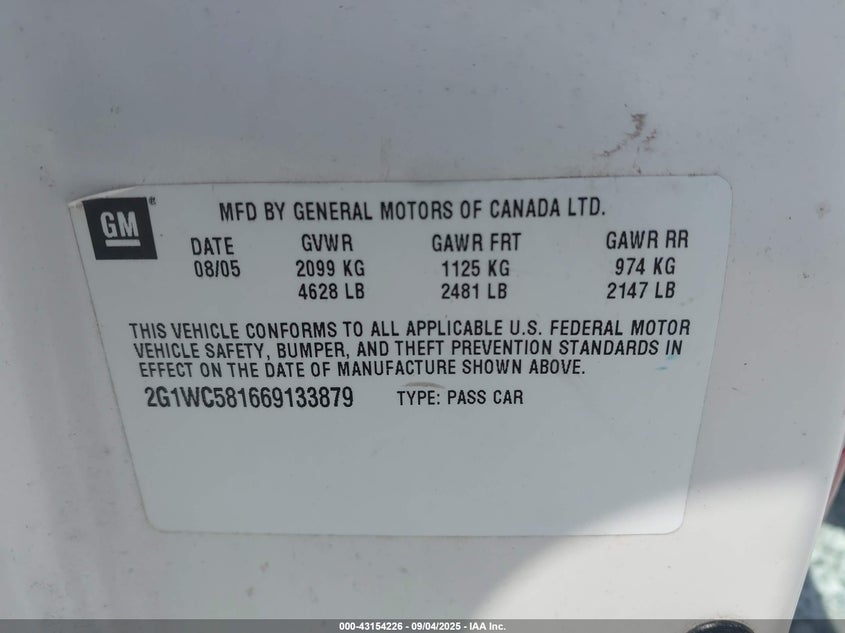 GM ®
MFD BY GENERAL MOTORS OF CANADA LTD.
DATE GVWR GAWR FRT GAWR RR
08/05 2099 KG 1125 KG 974 KG
4628 LB 2481 LB 2147 LB
THIS VEHICLE CONFORMS TO ALL APPLICABLE U.S. FEDERAL MOTOR
VEHICLE SAFETY, BUMPER, AND THEFT PREVENTION STANDARDS IN
EFFECT ON THE DATE OF MANUFACTURE SHOWN ABOVE.
2G1WC581669133879 TYPE: PASS CAR
000-43154226 - 09/04/2025 - IAA Inc.